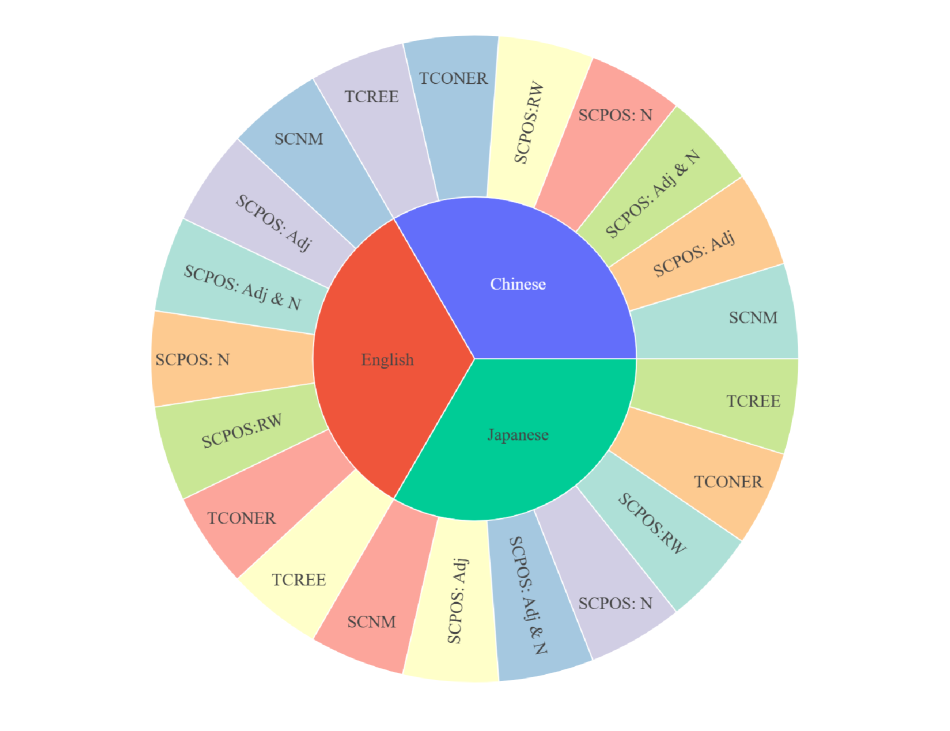 TCONER
SCPOS:RW
TCREE
SCPOS: N
SCNM
SCPOS: Adj & N
SCPOS: Adj
SCPOS: Adj
Chinese
SCPOS: Adj & N
SCNM
SCPOS: N
English
TCREE
SCPOS:RW
Japanese
TCONER
TCONER
SCPOS:RW
TCREE
SCPOS: Adj
SCPOS: Adj & N
SCPOS: N
SCNM